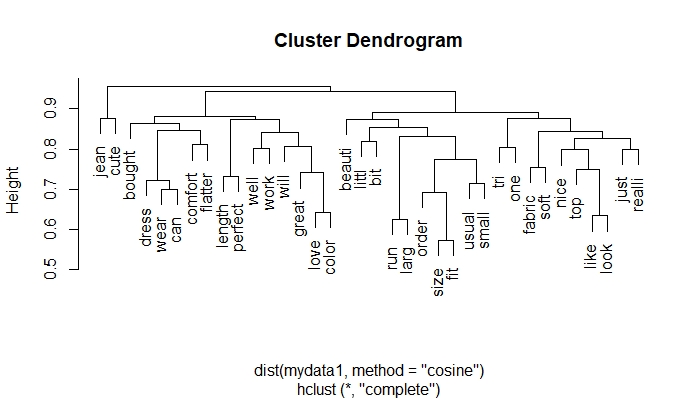 Cluster Dendrogram
Height
0.5 0.6 0.7 0.8 0.9
jean
cute
bought
dress
wear
can
comfort
flatter
length
perfect
well
work
will
great
love
color
beauti
littl
bit
run
larg
order
size
fit
usual
small
tri
one
fabric
soft
nice
top
like
look
just
realli
dist(mydata1, method = "cosine")
hclust (*, "complete")